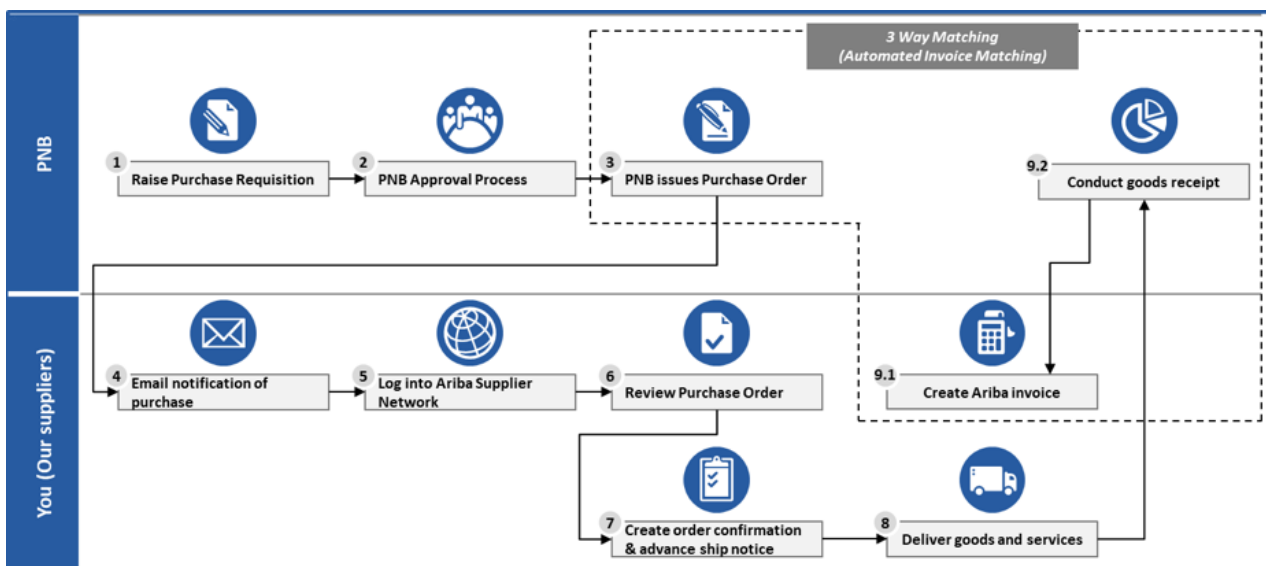 3 Way Matching
(Automated Invoice Matching)
PNB
1
Raise Purchase Requisition
2
PNB Approval Process
3
PNB issues Purchase Order
9.2
Conduct goods receipt
You (Our suppliers)
4
Email notification of
purchase
5
Log into Ariba Supplier
Network
6
Review Purchase Order
9.1
Create Ariba invoice
7
Create order confirmation
& advance ship notice
8
Deliver goods and services